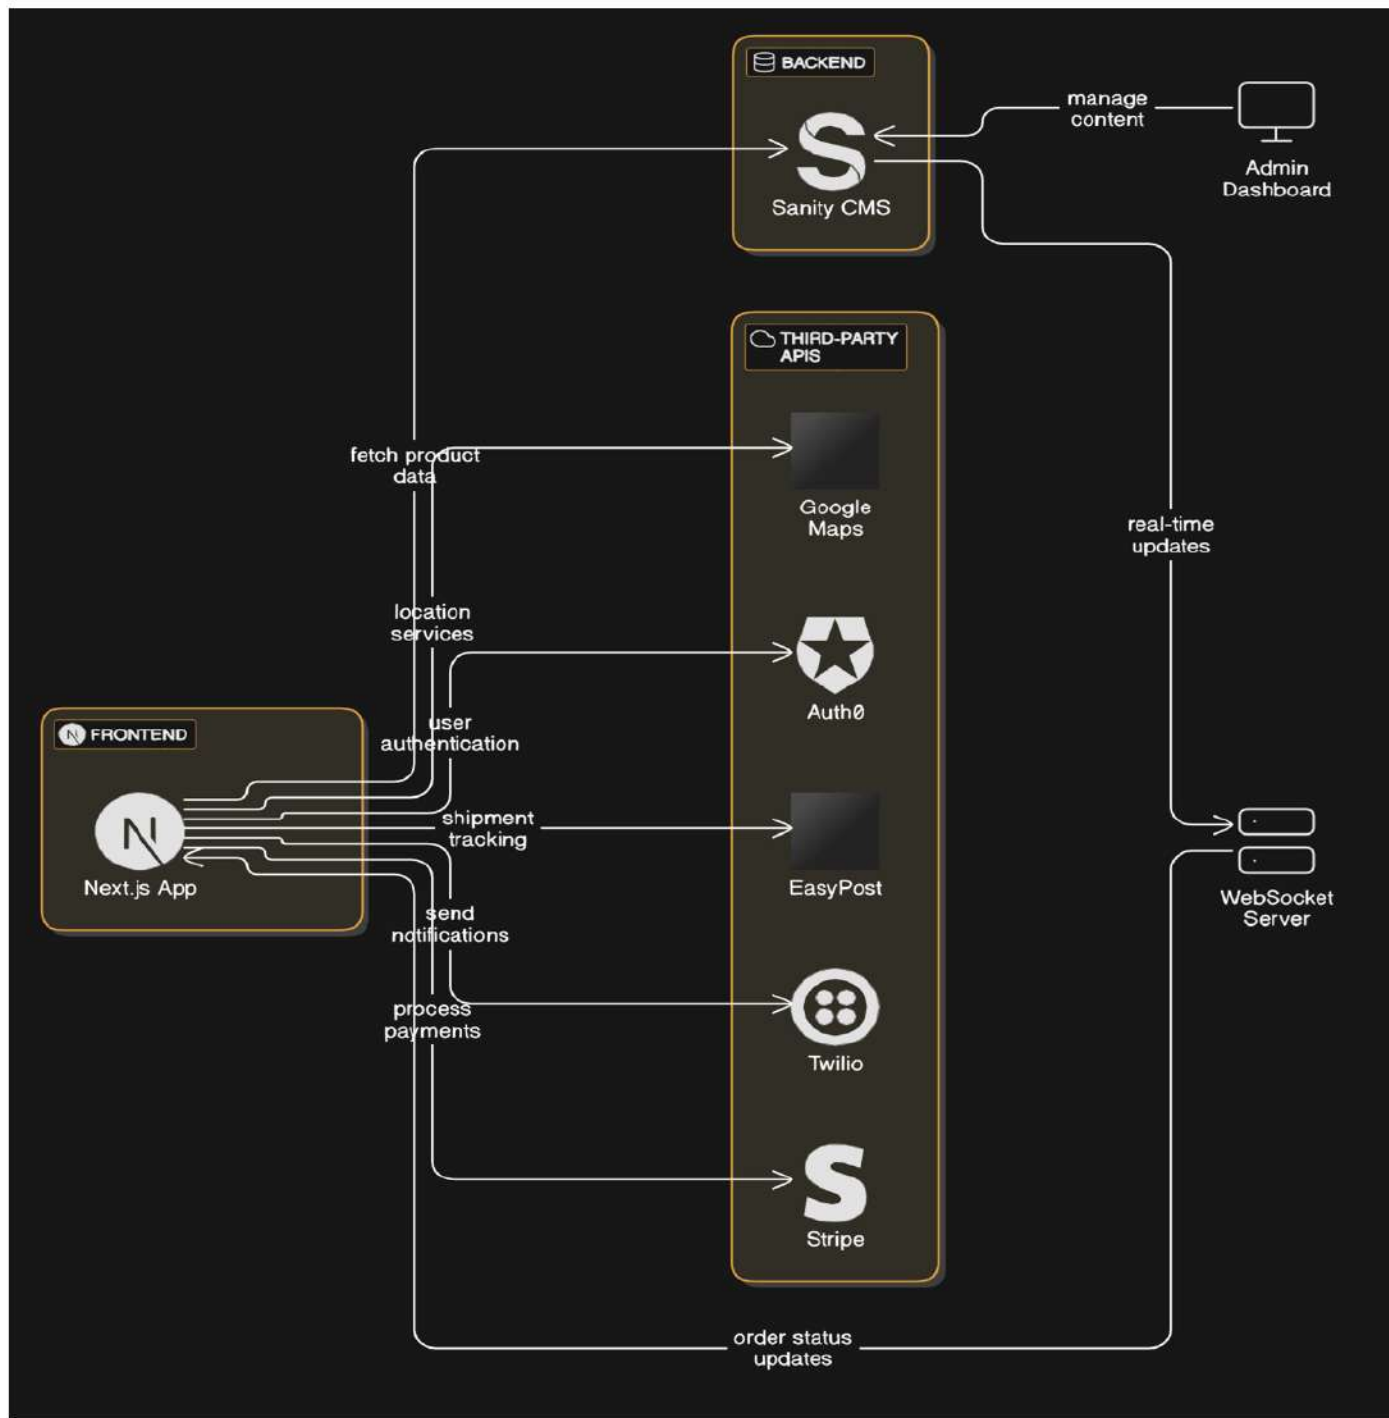 BACKEND
Sanity CMS
manage
content
Admin
Dashboard
THIRD-PARTY
APIS
Google
Maps
fetch product
data
real-time
updates
location
services
Auth0
user
authentication
FRONTEND
Next.js App
shipment
tracking
EasyPost
WebSocket
Server
send
notifications
process
payments
Twilio
Stripe
order status
updates